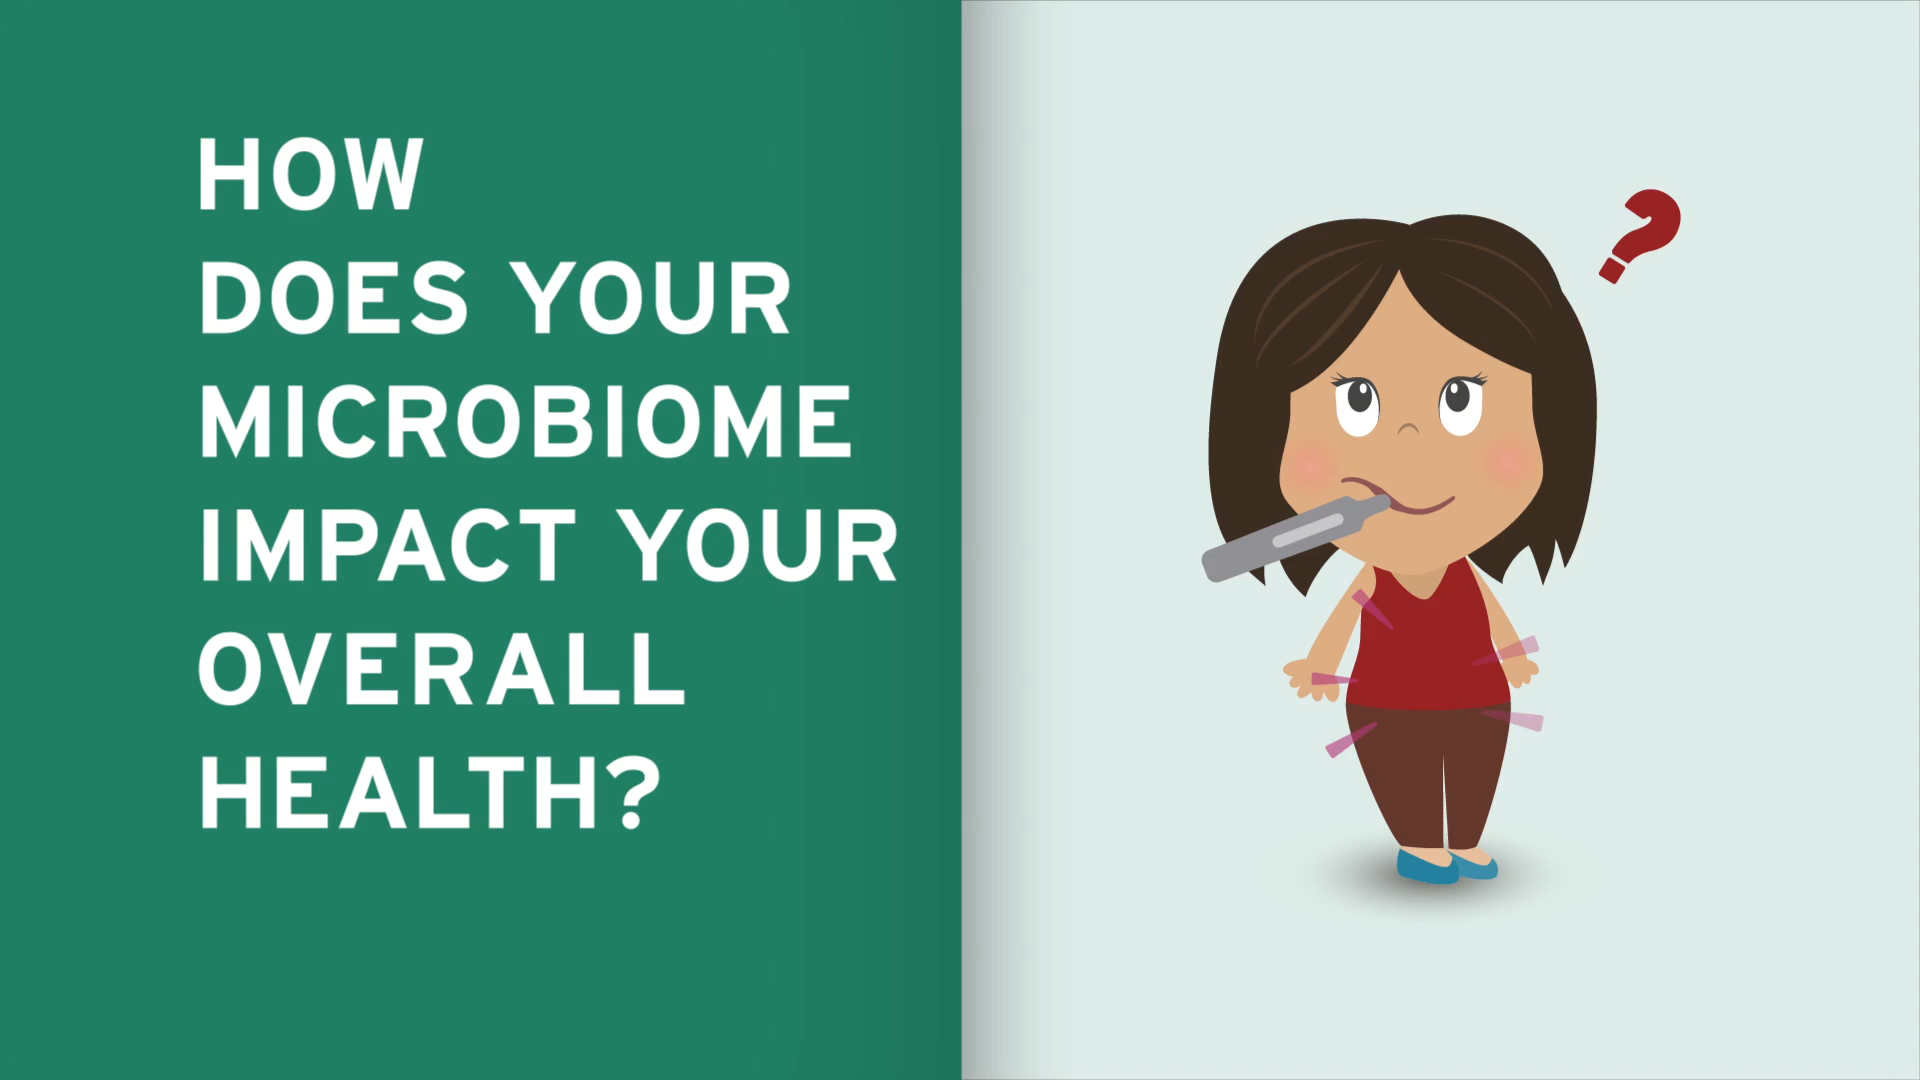 HOW
DOES YOUR
MICROBIOME
IMPACT YOUR
OVERALL
HEALTH?
?